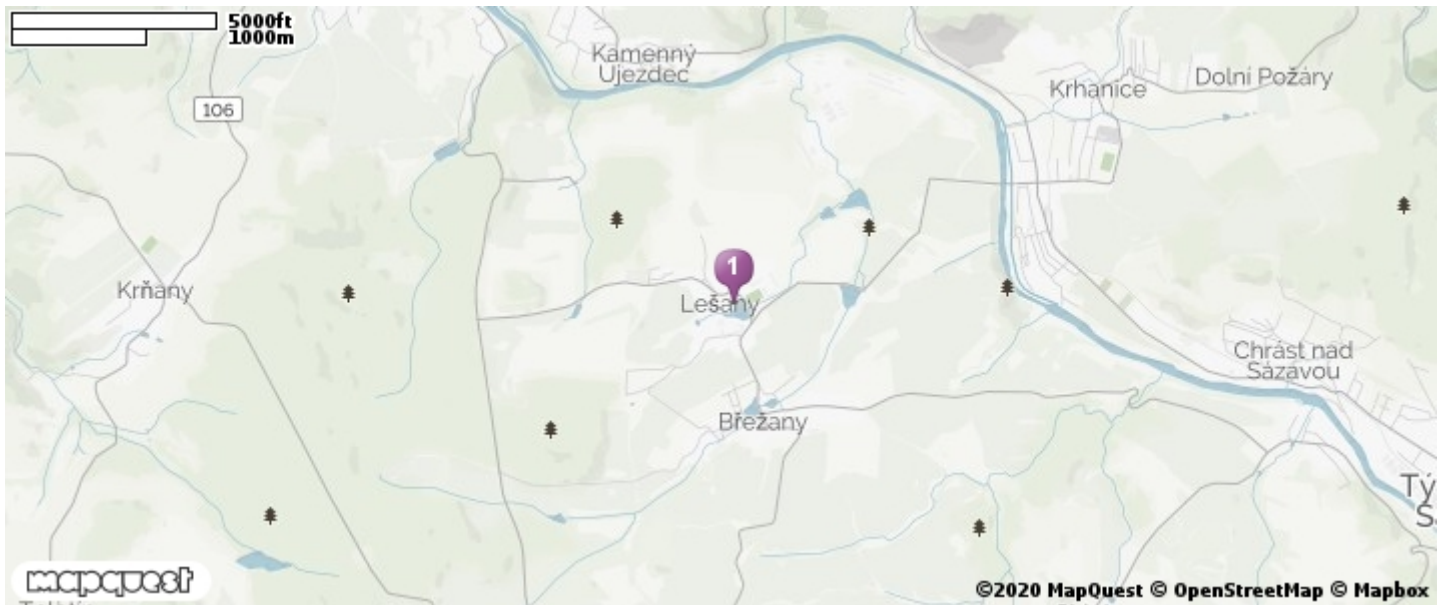 5000ft
1000m
Kamenný
Újezdec
Krhanice
Dolní Požáry
106
1
Krňany
Lešany
Chrást nad
Sázavou
Břežany
Tý
S
mapquest
©2020 MapQuest © OpenStreetMap © Mapbox